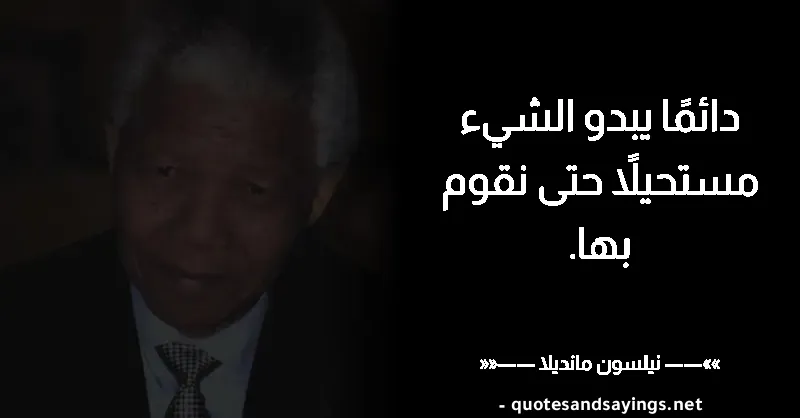 دائمًا يبدو الشيء
مستحيلًا حتى نقوم
بها.
»»—— نيلسون مانديلا ——««
- quotesandsayings.net